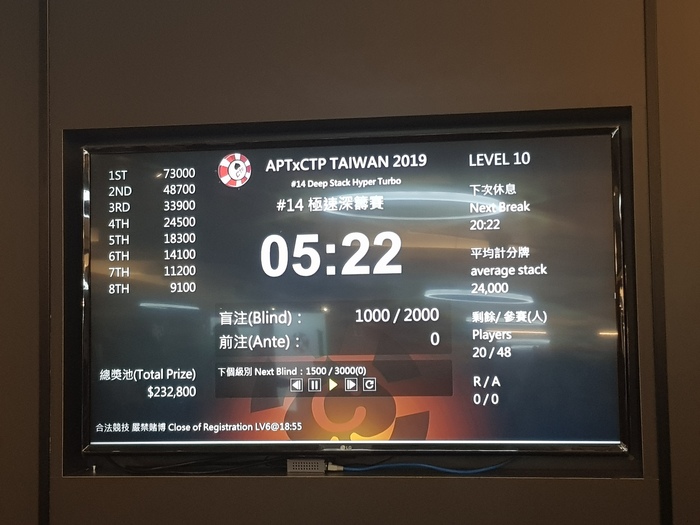 1ST 73000
2ND 48700
3RD 33900
4TH 24500
5TH 18300
6TH 14100
7TH 11200
8TH 9100
總獎池(Total Prize)
$232,800
APTxCTP TAIWAN 2019
#14 Deep Stack Hyper Turbo
#14 極速深籌賽
05:22
盲注(Blind) : 1000 / 2000
前注(Ante) : 0
下個級別 Next Blind : 1500 / 3000(0)
LEVEL 10
下次休息
Next Break
20:22
平均計分牌
average stack
24,000
剩餘/ 參賽(人)
Players
20 / 48
R / A
0 / 0
合法競技 嚴禁賭博 Close of Registration LV6@18:55
LG